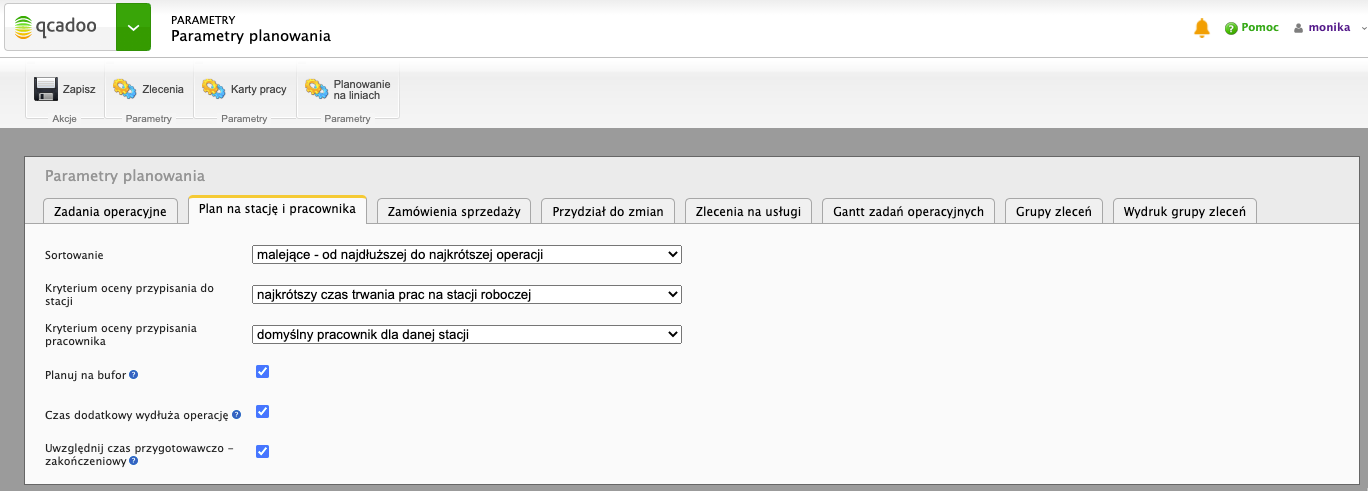 qcadoo
PARAMETRY
Parametry planowania
Pomoc
monika
Zapisz
Zlecenia
Karty pracy
Planowanie
na liniach
Akcje
Parametry
Parametry
Parametry
Parametry planowania
Zadania operacyjne
Plan na stację i pracownika
Zamówienia sprzedaży
Przydział do zmian
Zlecenia na usługi
Gantt zadań operacyjnych
Grupy zleceń
Wydruk grupy zleceń
Sortowanie
malejące - od najdłuższej do najkrótszej operacji
Kryterium oceny przypisania do
stacji
najkrótszy czas trwania prac na stacji roboczej
Kryterium oceny przypisania
pracownika
domyślny pracownik dla danej stacji
Planuj na bufor ?
Czas dodatkowy wydłuża operację ?
Uwzględnij czas przygotowawczo -
zakończeniowy ?